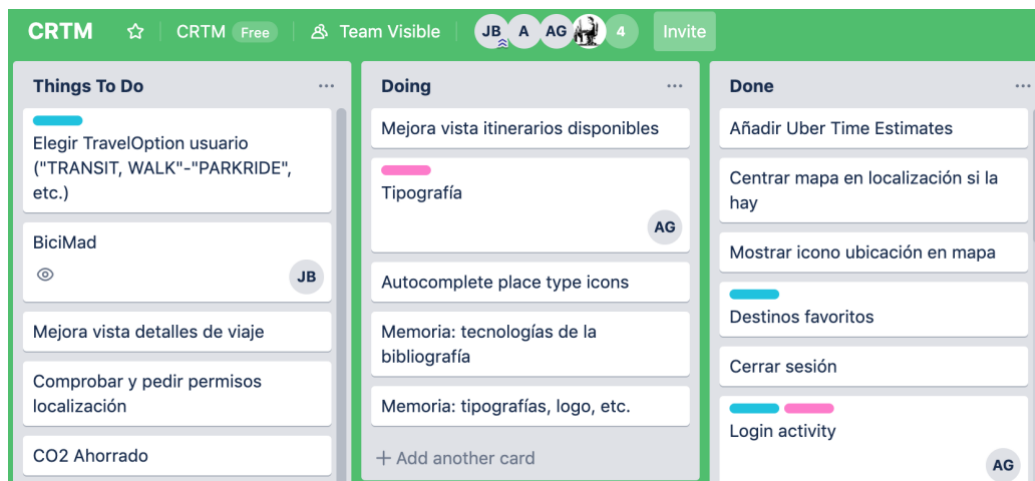 CRTM CRTM Free Team Visible JB A AG 4 Invite
Things To Do
Elegir TravelOption usuario
("TRANSIT, WALK"-"PARKRIDE",
etc.)
BiciMad
JB
Mejora vista detalles de viaje
Comprobar y pedir permisos
localización
CO2 Ahorrado
Doing
Mejora vista itinerarios disponibles
Tipografía
AG
Autocomplete place type icons
Memoria: tecnologías de la
bibliografía
Memoria: tipografías, logo, etc.
+ Add another card
Done
Añadir Uber Time Estimates
Centrar mapa en localización si la
hay
Mostrar icono ubicación en mapa
Destinos favoritos
Cerrar sesión
Login activity
AG